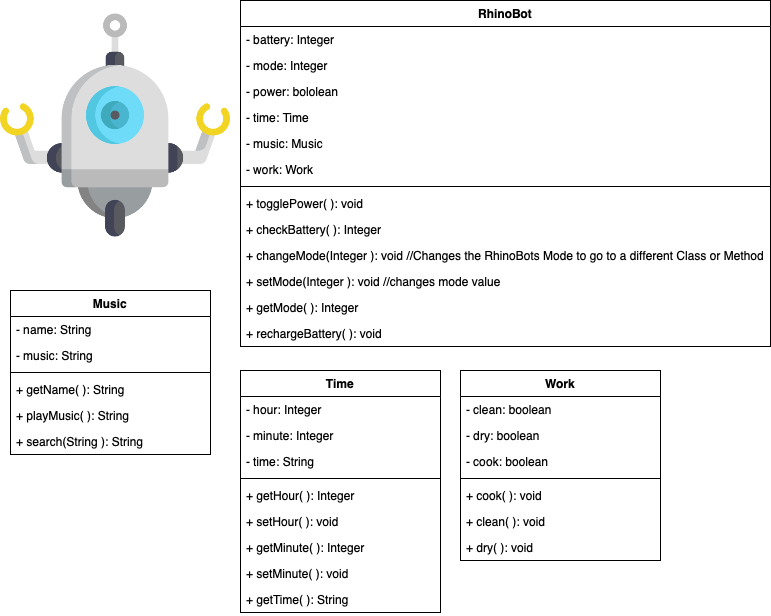 RhinoBot
- battery: Integer
- mode: Integer
- power: bololean
- time: Time
- music: Music
- work: Work
+ togglePower( ): void
+ checkBattery( ): Integer
+ changeMode(Integer ): void //Changes the RhinoBots Mode to go to a different Class or Method
+ setMode(Integer ): void //changes mode value
+ getMode( ): Integer
+ rechargeBattery( ): void
Music
- name: String
- music: String
+ getName( ): String
+ playMusic( ): String
+ search(String ): String
Time
- hour: Integer
- minute: Integer
- time: String
+ getHour( ): Integer
+ setHour( ): void
+ getMinute( ): Integer
+ setMinute( ): void
+ getTime( ): String
Work
- clean: boolean
- dry: boolean
- cook: boolean
+ cook( ): void
+ clean( ): void
+ dry( ): void